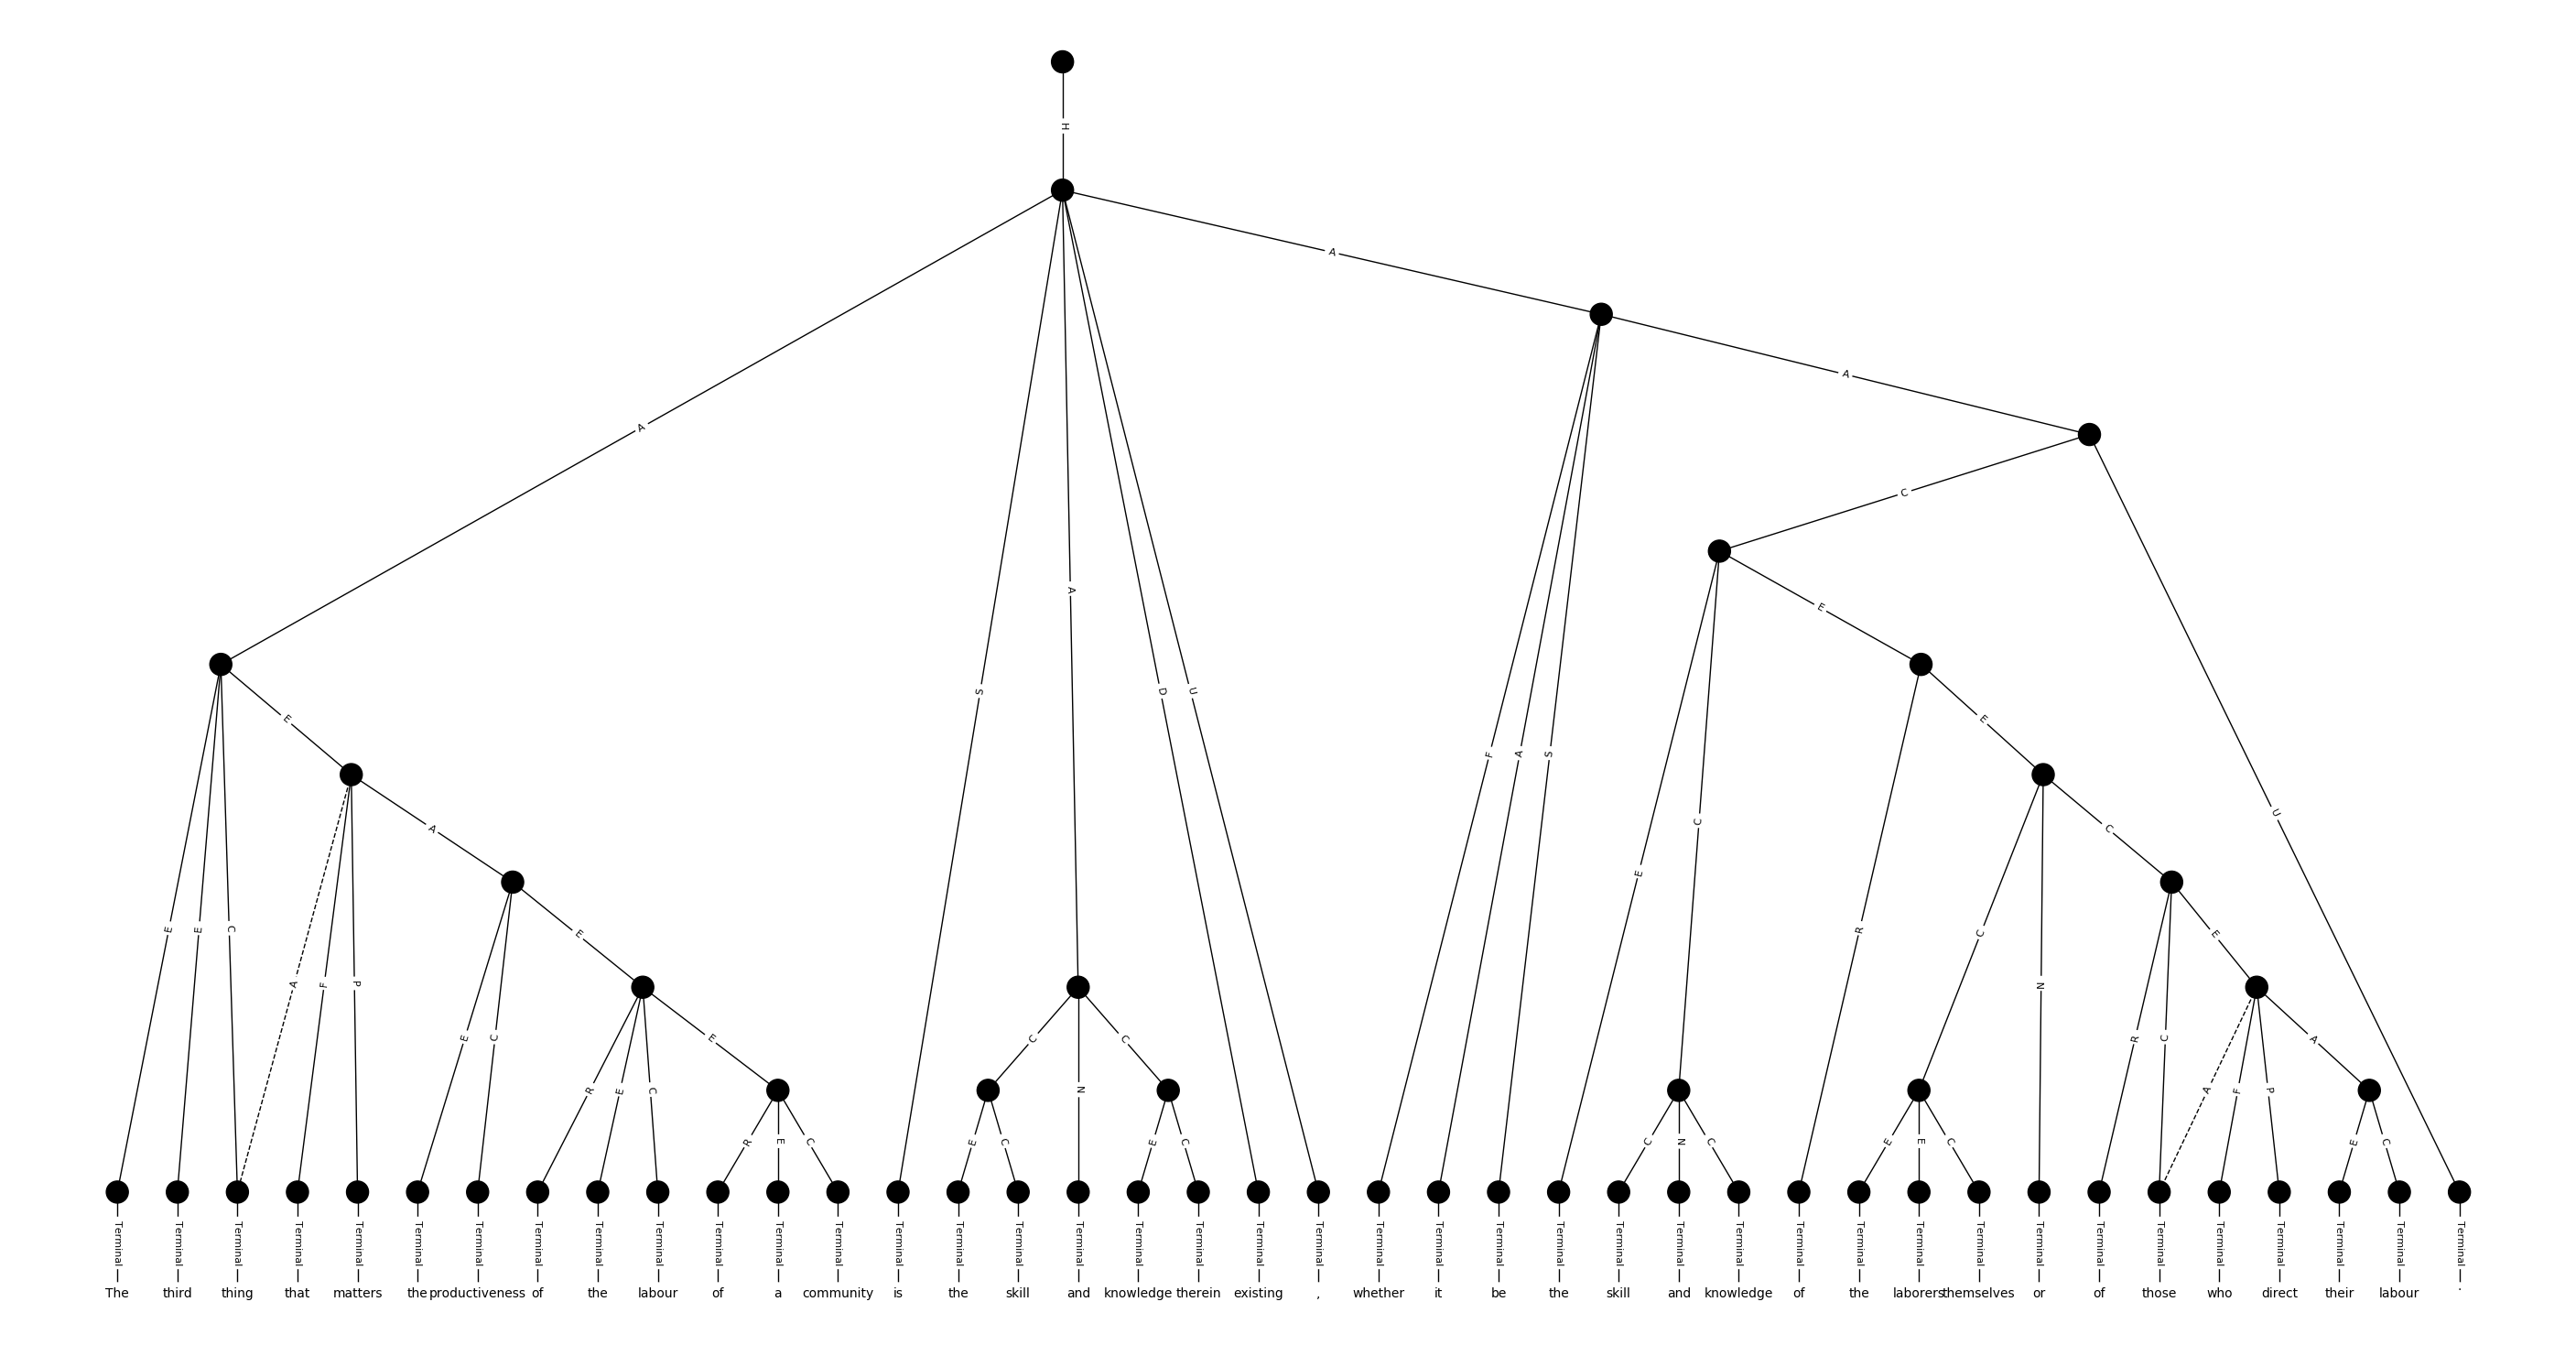 H
A
A
A
C
A
E
E
S
D
U
F
A
S
E
A
U
E
C
C
E
E
C
R
C
E
E
A
F
P
E
C
N
R
C
E
C
C
R
E
C
N
A
F
P
A
E
R
E
C
E
C
E
C
C
N
C
E
E
C
E
C
Terminal Terminal Terminal Terminal Terminal Terminal Terminal Terminal Terminal Terminal Terminal Terminal Terminal Terminal Terminal Terminal Terminal Terminal Terminal Terminal Terminal Terminal Terminal Terminal Terminal Terminal Terminal Terminal Terminal Terminal Terminal Terminal Terminal Terminal Terminal Terminal Terminal Terminal Terminal Terminal
The third thing that matters the productiveness of the labour of a community is the skill and knowledge therein existing , whether it be the skill and knowledge of the laborers themselves or of those who direct their labour .